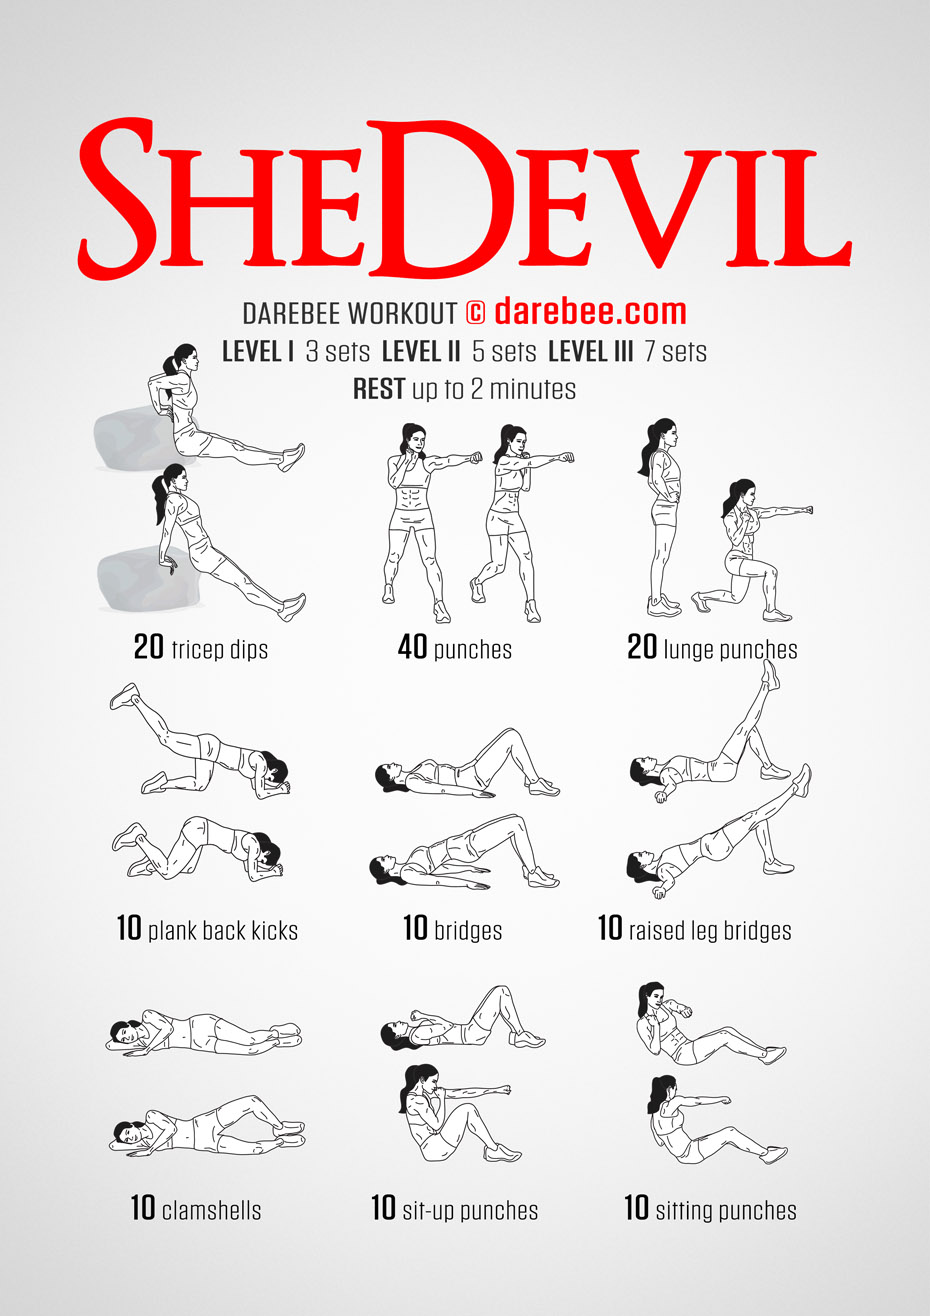 SHEDEVIL
DAREBEE WORKOUT © darebee.com
LEVEL I 3 sets LEVEL II 5 sets LEVEL III 7 sets
REST up to 2 minutes
20 tricep dips
40 punches
20 lunge punches
10 plank back kicks
10 bridges
10 raised leg bridges
10 clamshells
10 sit-up punches
10 sitting punches